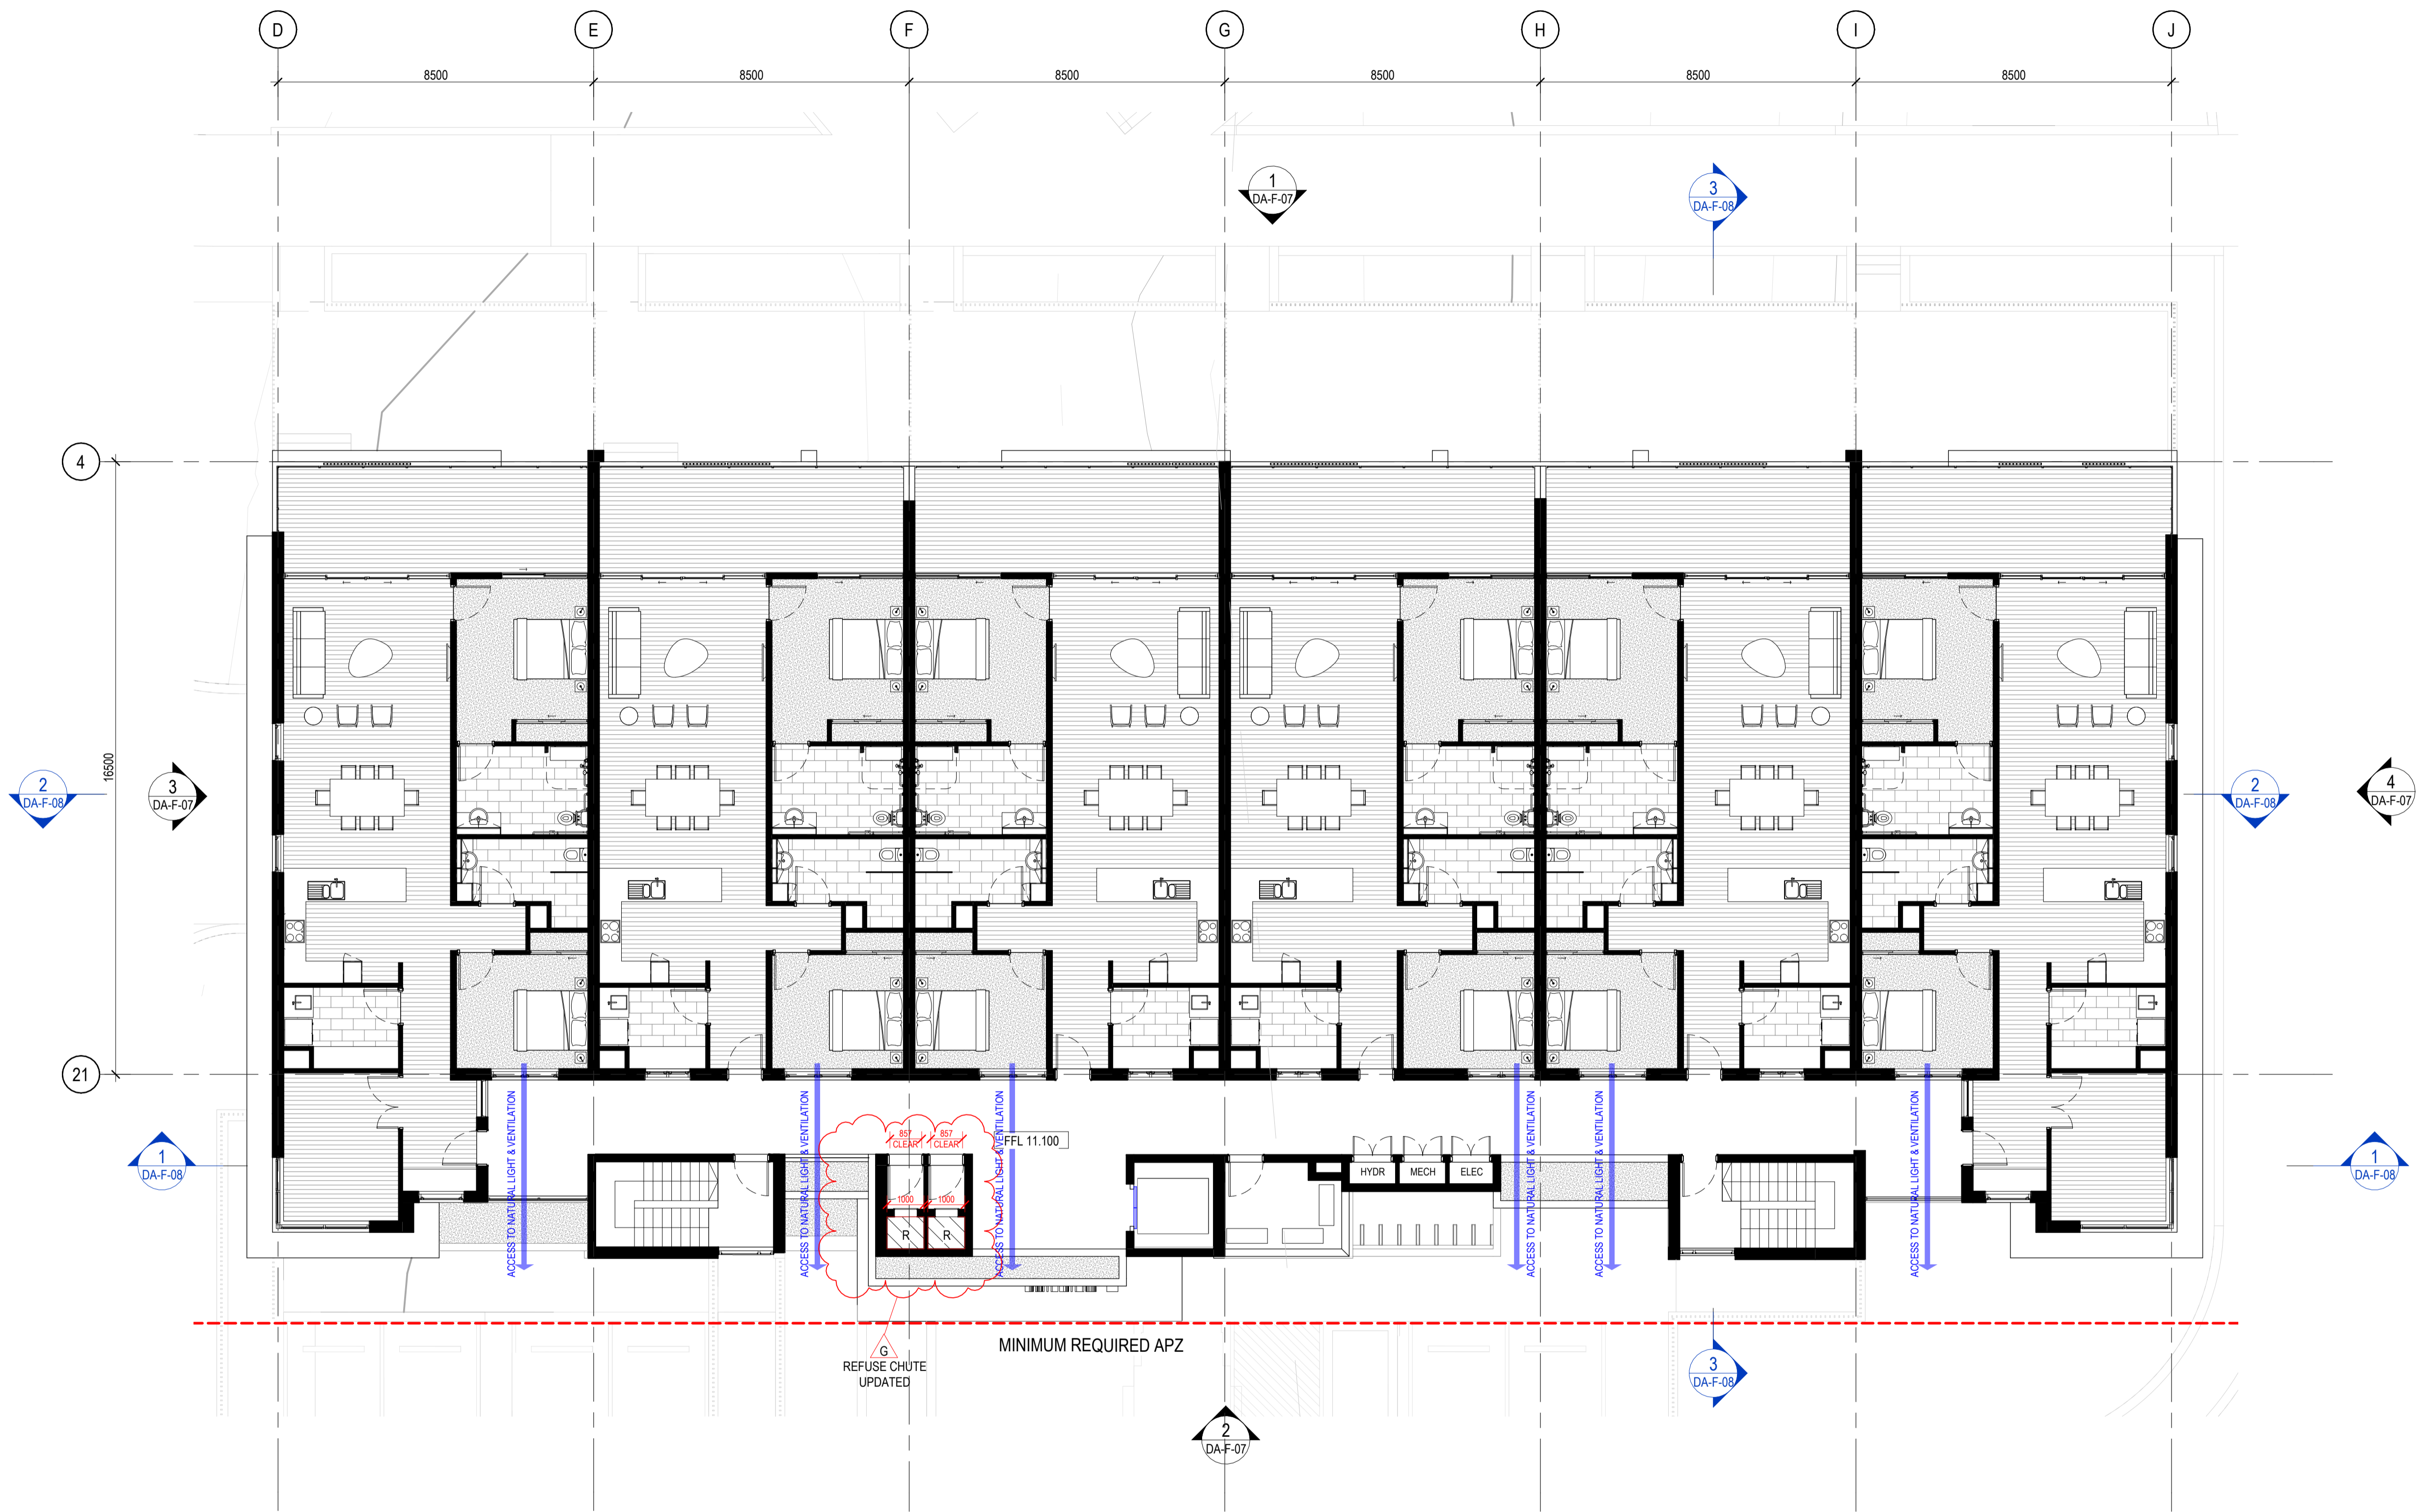 D
E
F
G
H
I
J
8500
8500
8500
8500
8500
8500
1
DA-F-07
3
DA-F-08
4
16500
2
DA-F-08
3
DA-F-07
2
DA-F-08
4
DA-F-07
21
1
DA-F-08
1
DA-F-08
ACCESS TO NATURAL LIGHT & VENTILATION
ACCESS TO NATURAL LIGHT & VENTILATION
ACCESS TO NATURAL LIGHT & VENTILATION
ACCESS TO NATURAL LIGHT & VENTILATION
ACCESS TO NATURAL LIGHT & VENTILATION
ACCESS TO NATURAL LIGHT & VENTILATION
857
CLEAR
857
CLEAR
FFL 11.100
HYDR
MECH
ELEC
1000
1000
R
R
MINIMUM REQUIRED APZ
G
REFUSE CHUTE
UPDATED
3
DA-F-08
2
DA-F-07